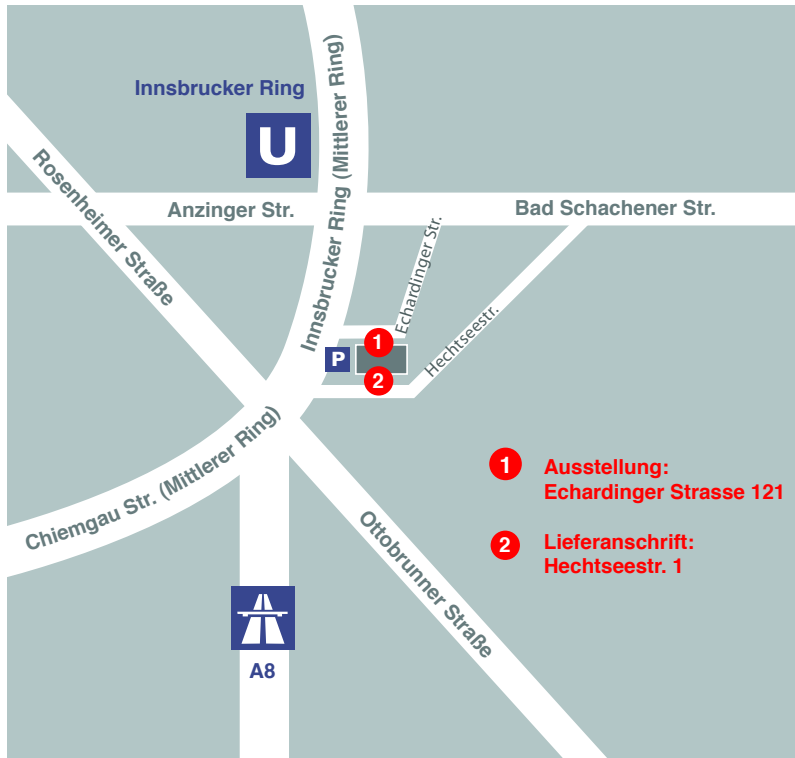 Innsbrucker Ring
U
Innsbrucker Ring (Mittlerer Ring)
Rosenheimer Straße
Anzinger Str.
Bad Schachener Str.
Echardinger Str.
Hechtseestr.
1
P
2
Chiemgau Str. (Mittlerer Ring)
Ottobrunner Straße
1 Ausstellung:
Echardinger Strasse 121
2 Lieferanschrift:
Hechtseestr. 1
A8